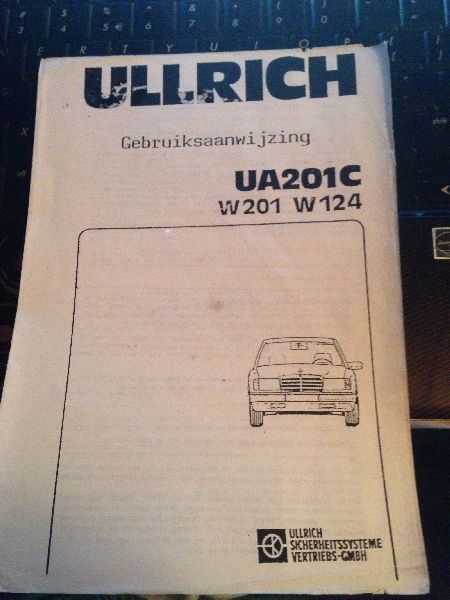 ULLRICH
Gebruiksaanwijzing
UA201C
W201 W124
ULLRICH
SICHERHEITSSYSTEME
VERTRIEBS-GMBH